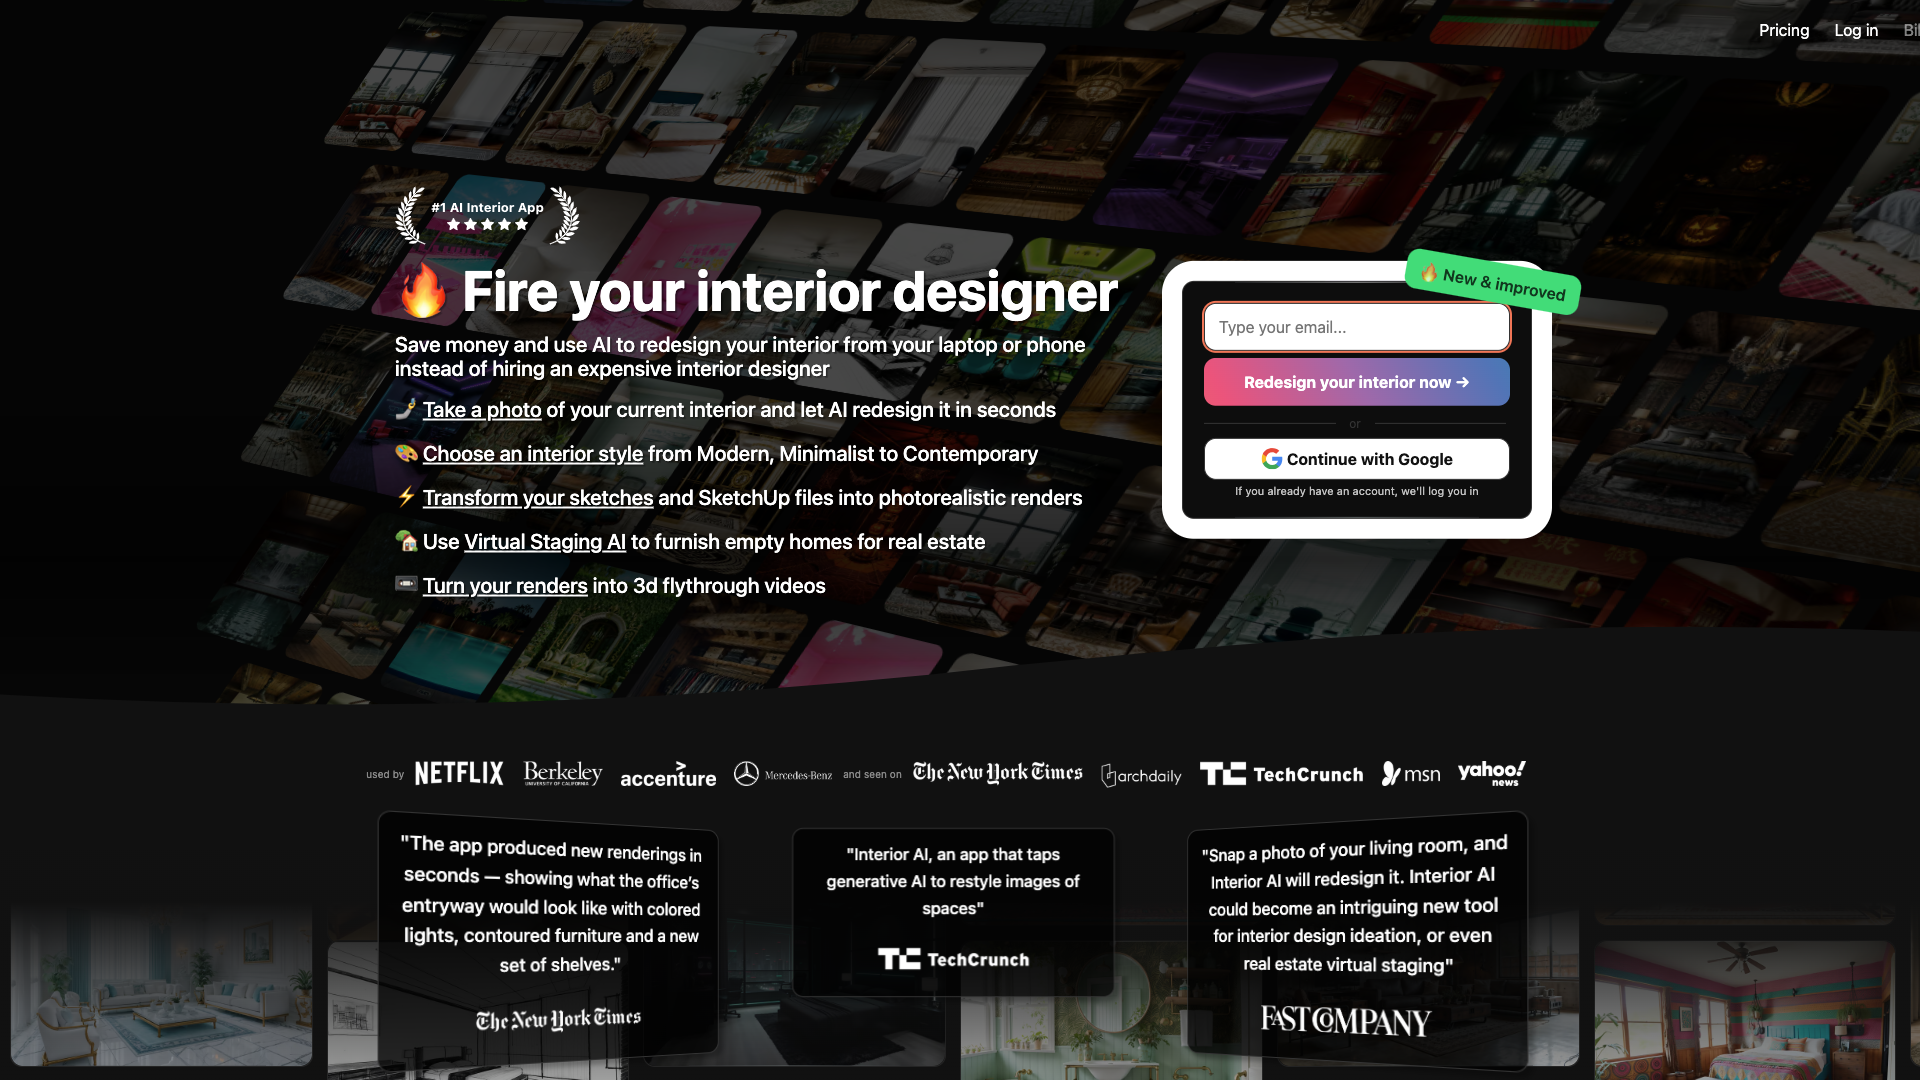 Pricing Log in
#1 AI Interior App
🔥 Fire your interior designer
Save money and use AI to redesign your interior from your laptop or phone
instead of hiring an expensive interior designer
Take a photo of your current interior and let AI redesign it in seconds
Choose an interior style from Modern, Minimalist to Contemporary
Transform your sketches and SketchUp files into photorealistic renders
Use Virtual Staging AI to furnish empty homes for real estate
Turn your renders into 3d flythrough videos
🔥 New & improved
Type your email...
Redesign your interior now →
or
Continue with Google
If you already have an account, we'll log you in
used by NETFLIX Berkeley UNIVERSITY OF CALIFORNIA accenture Mercedes-Benz and seen on The New York Times archdaily TechCrunch msn yahoo! news
"The app produced new renderings in
seconds — showing what the office's
entryway would look like with colored
lights, contoured furniture and a new
set of shelves."
The New York Times
"Interior AI, an app that taps
generative AI to restyle images of
spaces"
TechCrunch
"Snap a photo of your living room, and
Interior AI will redesign it. Interior AI
could become an intriguing new tool
for interior design ideation, or even
real estate virtual staging"
FAST COMPANY